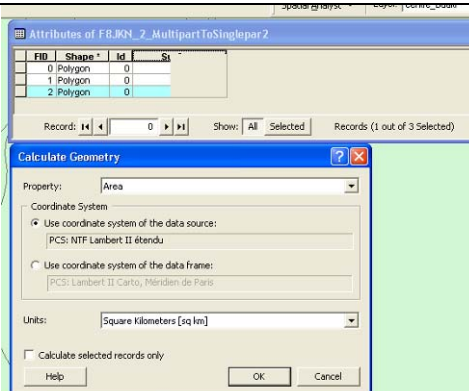 Spatial Analyst Layer:
Attributes of F8JKN_2_MultipartToSinglepar2
FID Shape * Id
0 Polygon 0
1 Polygon 0
2 Polygon 0
Record: 0 Show: All Selected Records (1 out of 3 Selected)
Calculate Geometry
Property: Area
Coordinate System
Use coordinate system of the data source:
PCS: NTF Lambert II étendu
Use coordinate system of the data frame:
PCS: Lambert II Carto, Méridien de Paris
Units: Square Kilometers [sq km]
Calculate selected records only
Help OK Cancel